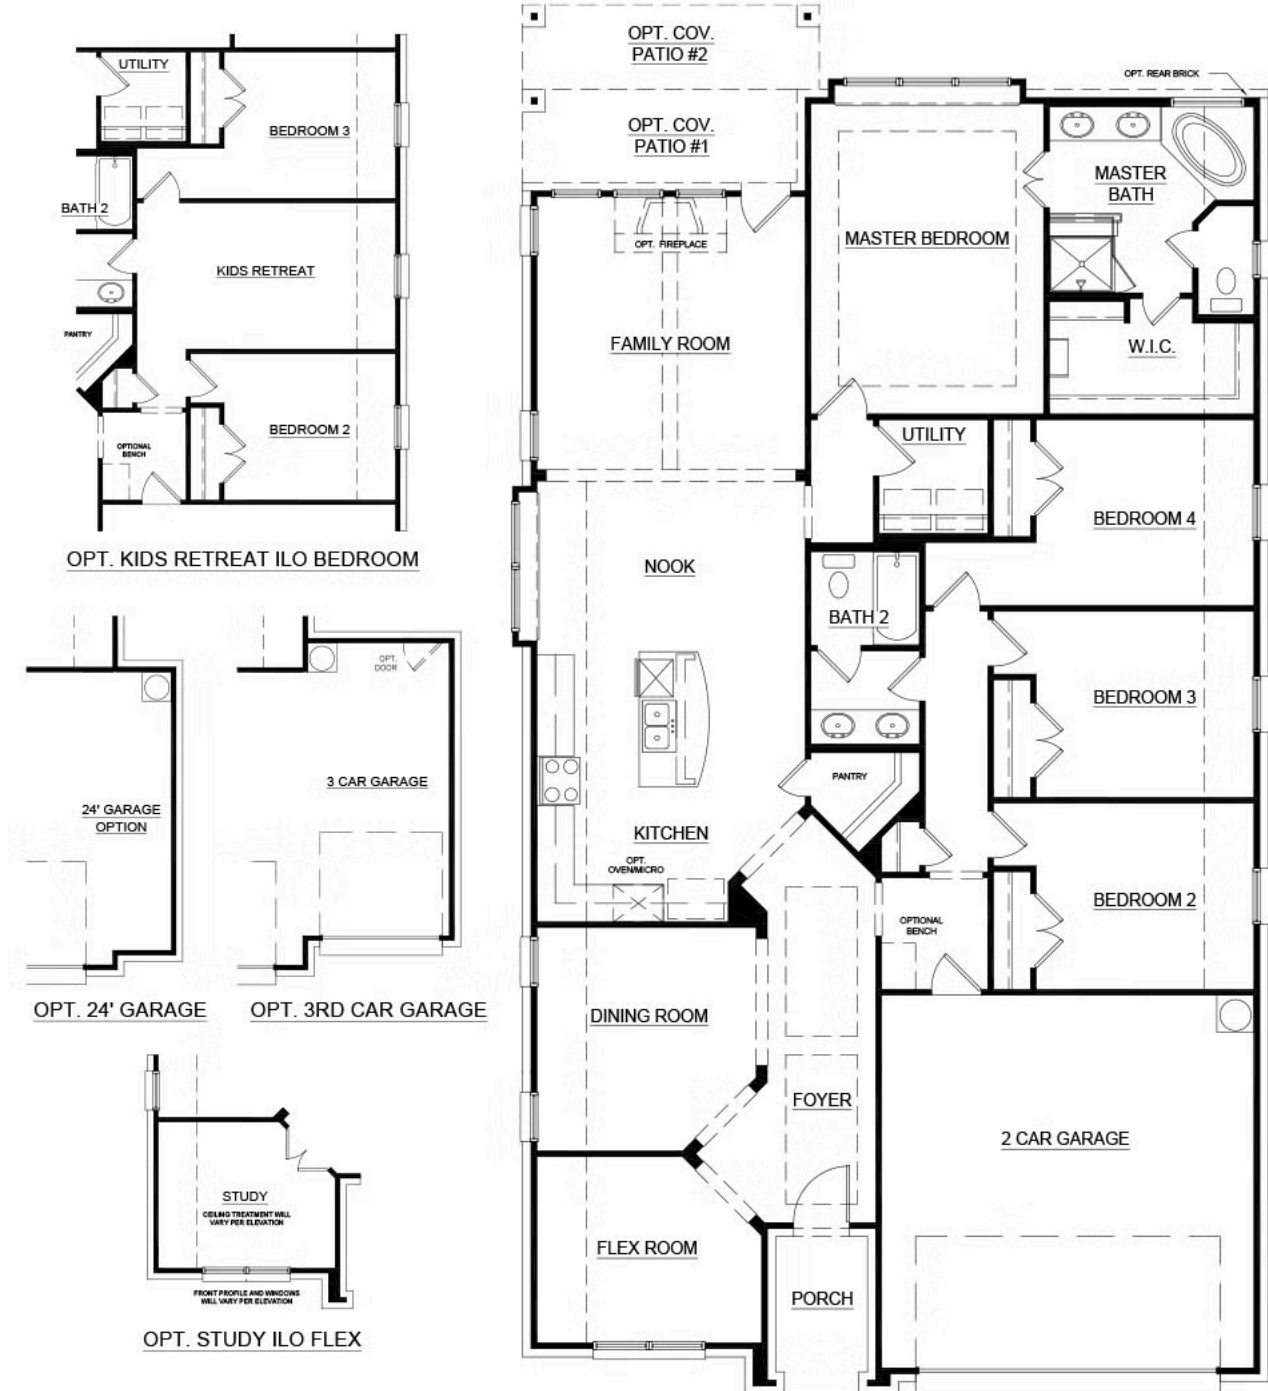 UTILITY
BEDROOM 3
BATH 2
KIDS RETREAT
PANTRY
BEDROOM 2
OPTIONAL
BENCH
OPT. KIDS RETREAT ILO BEDROOM
24' GARAGE
OPTION
OPT. 24' GARAGE
OPT.
DOOR
3 CAR GARAGE
OPT. 3RD CAR GARAGE
STUDY
CEILING TREATMENT WILL
VARY PER ELEVATION
FRONT PROFILE AND WINDOWS
WILL VARY PER ELEVATION
OPT. STUDY ILO FLEX
OPT. COV.
PATIO #2
OPT. COV.
PATIO #1
OPT. REAR BRICK
MASTER
BATH
MASTER BEDROOM
OPT. FIREPLACE
FAMILY ROOM
W.I.C.
UTILITY
BEDROOM 4
NOOK
BATH 2
BEDROOM 3
PANTRY
KITCHEN
OPT.
OVEN/MICRO
BEDROOM 2
OPTIONAL
BENCH
DINING ROOM
FOYER
2 CAR GARAGE
FLEX ROOM
PORCH